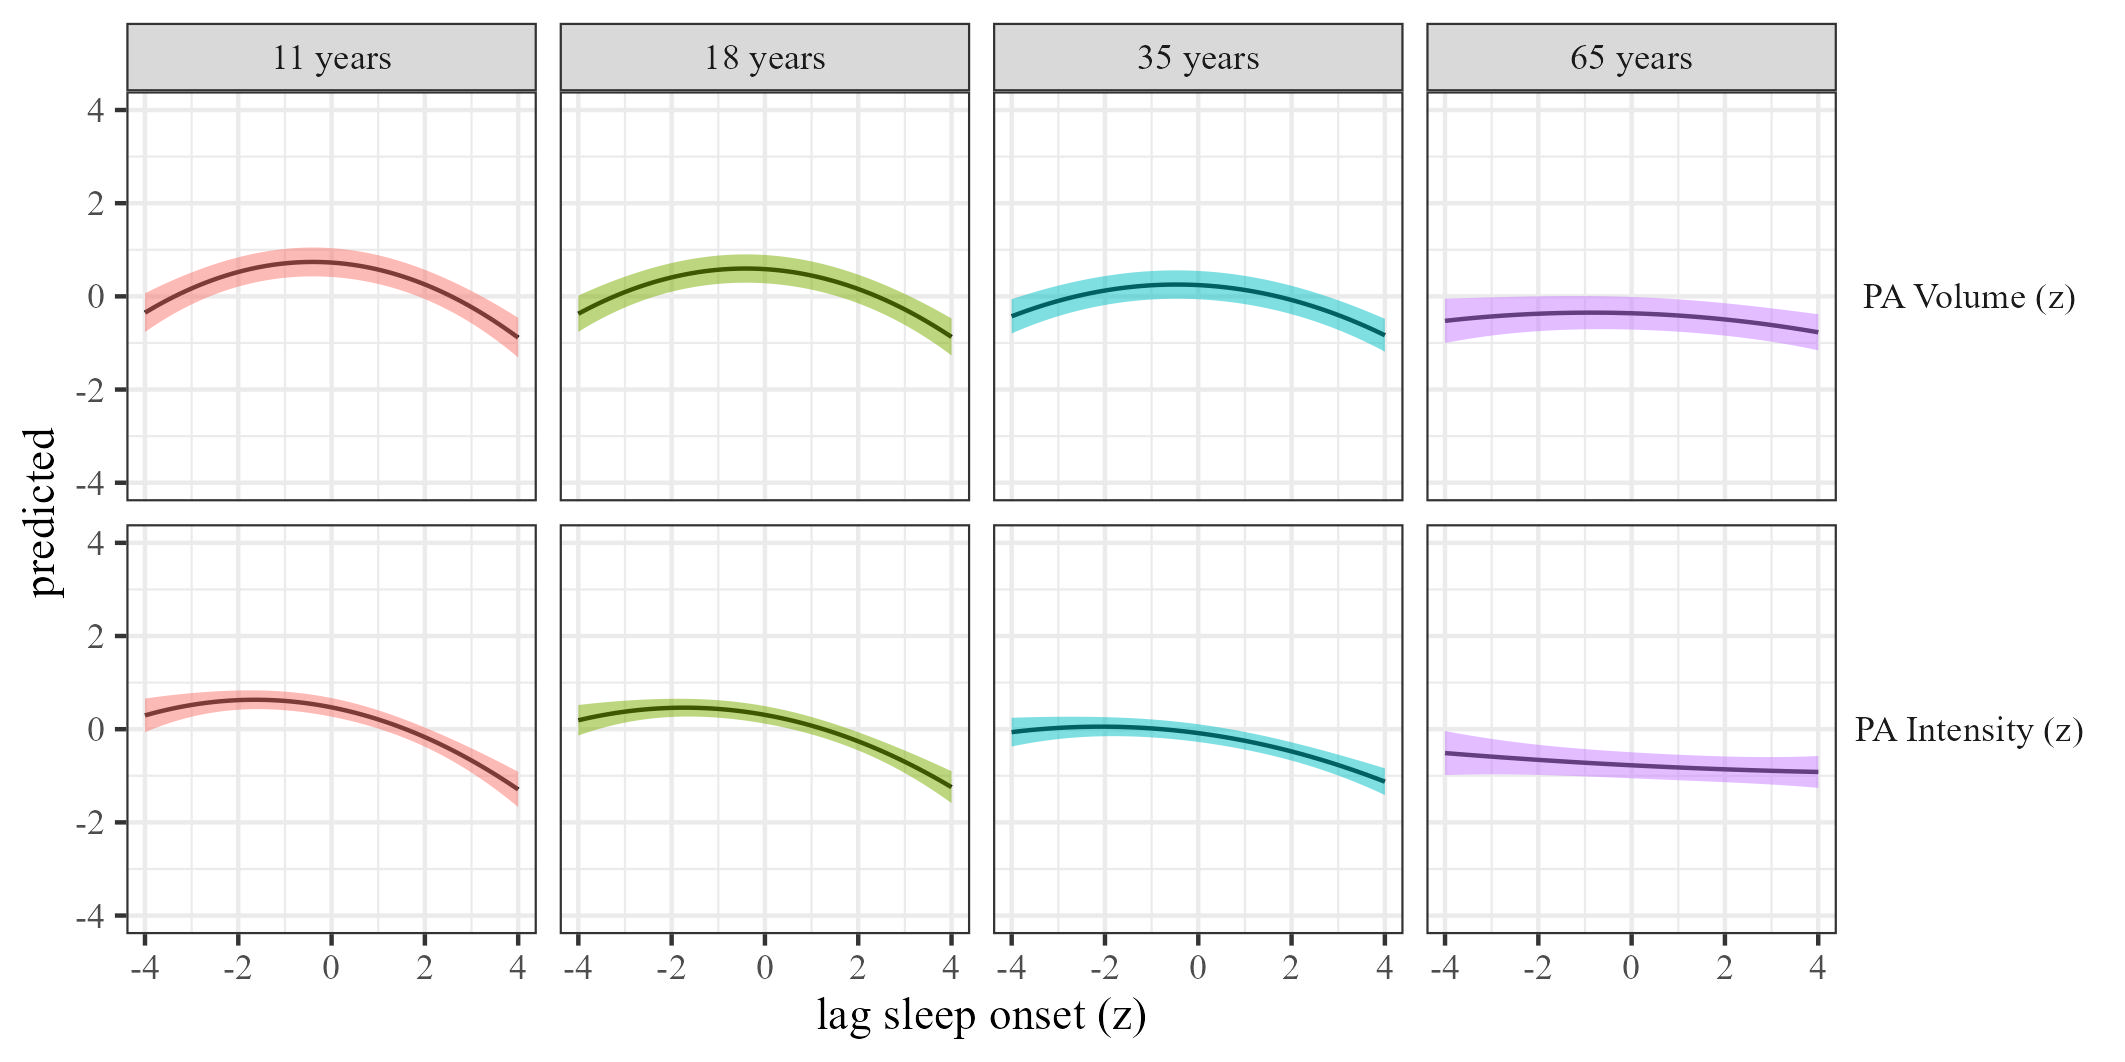 11 years
18 years
35 years
65 years
4
2
0
-2
-4
PA Volume (z)
predicted
4
2
0
-2
-4
PA Intensity (z)
-4 -2 0 2 4
-4 -2 0 2 4
-4 -2 0 2 4
-4 -2 0 2 4
lag sleep onset (z)